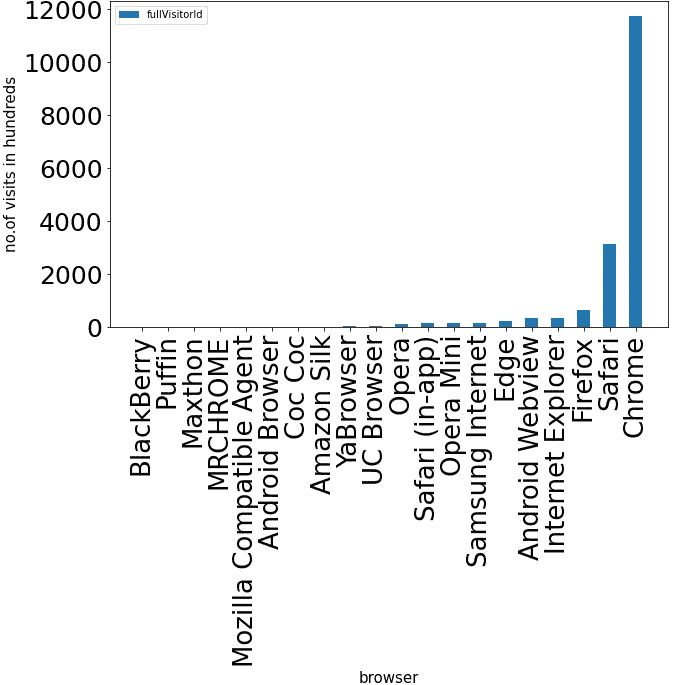 fullVisitorId
12000
10000
8000
6000
4000
2000
0
no.of visits in hundreds
BlackBerry
Puffin
Maxthon
MRCHROME
Mozilla Compatible Agent
Android Browser
Coc Coc
Amazon Silk
YaBrowser
UC Browser
Opera
Safari (in-app)
Opera Mini
Samsung Internet
Edge
Android Webview
Internet Explorer
Firefox
Safari
Chrome
browser